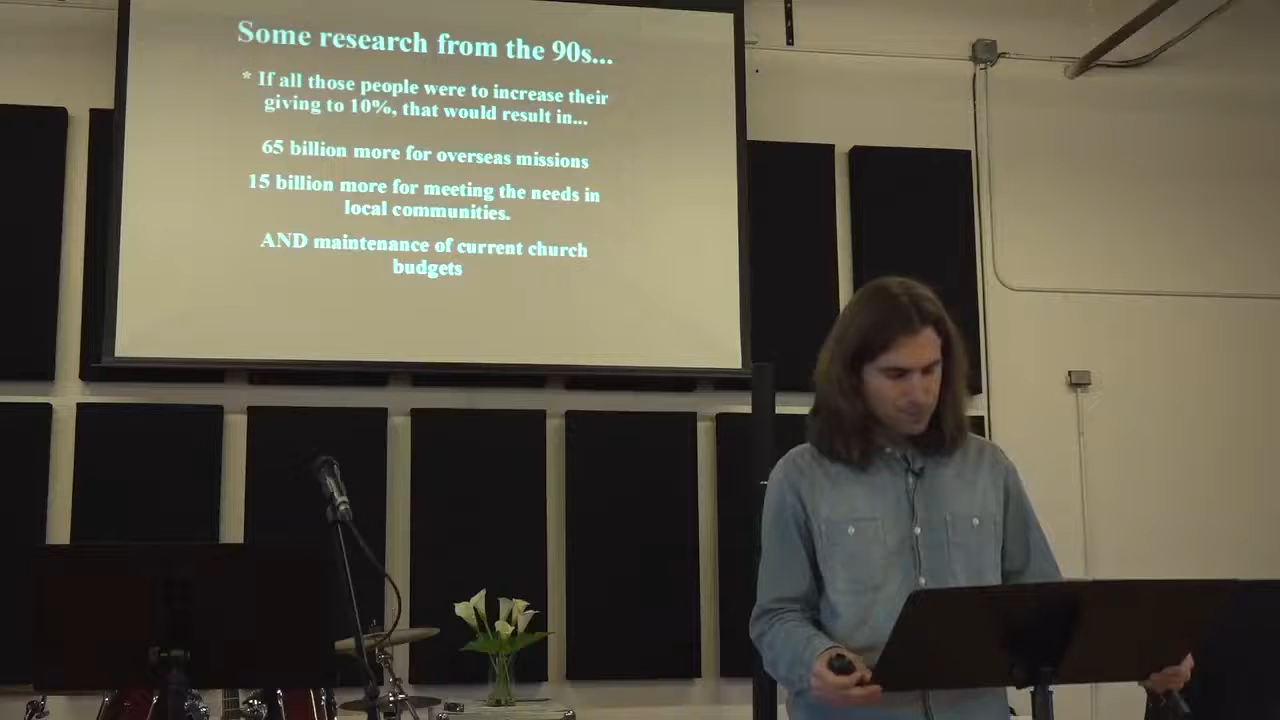 Some research from the 90s...
* If all those people were to increase their
giving to 10%, that would result in...
65 billion more for overseas missions
15 billion more for meeting the needs in
local communities.
AND maintenance of current church
budgets